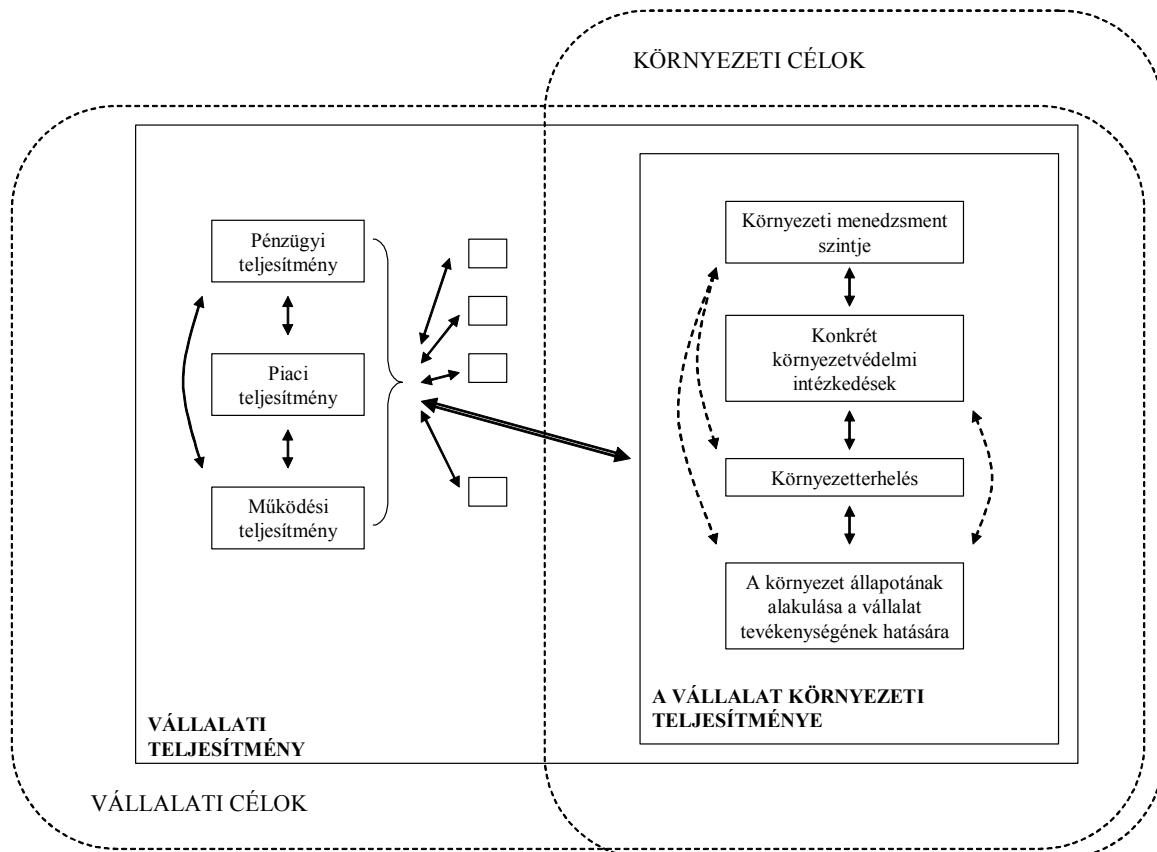 KÖRNYEZETI CÉLOK
Pénzügyi
teljesítmény
Piaci
teljesítmény
Működési
teljesítmény
Környezeti menedzsment
szintje
Konkrét
környezetvédelmi
intézkedések
Környezetterhelés
A környezet állapotának
alakulása a vállalat
tevékenységének hatására
VÁLLALATI
TELJESÍTMÉNY
A VÁLLALAT KÖRNYEZETI
TELJESÍTMÉNYE
VÁLLALATI CÉLOK